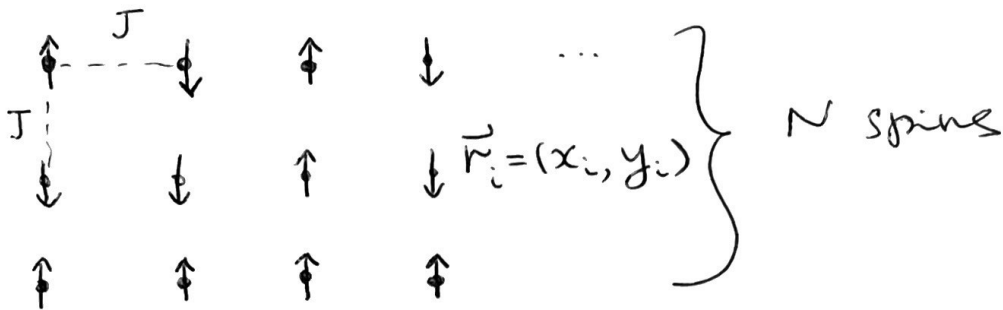 J
...
J
r⃗ᵢ=(xᵢ, yᵢ)
N spins